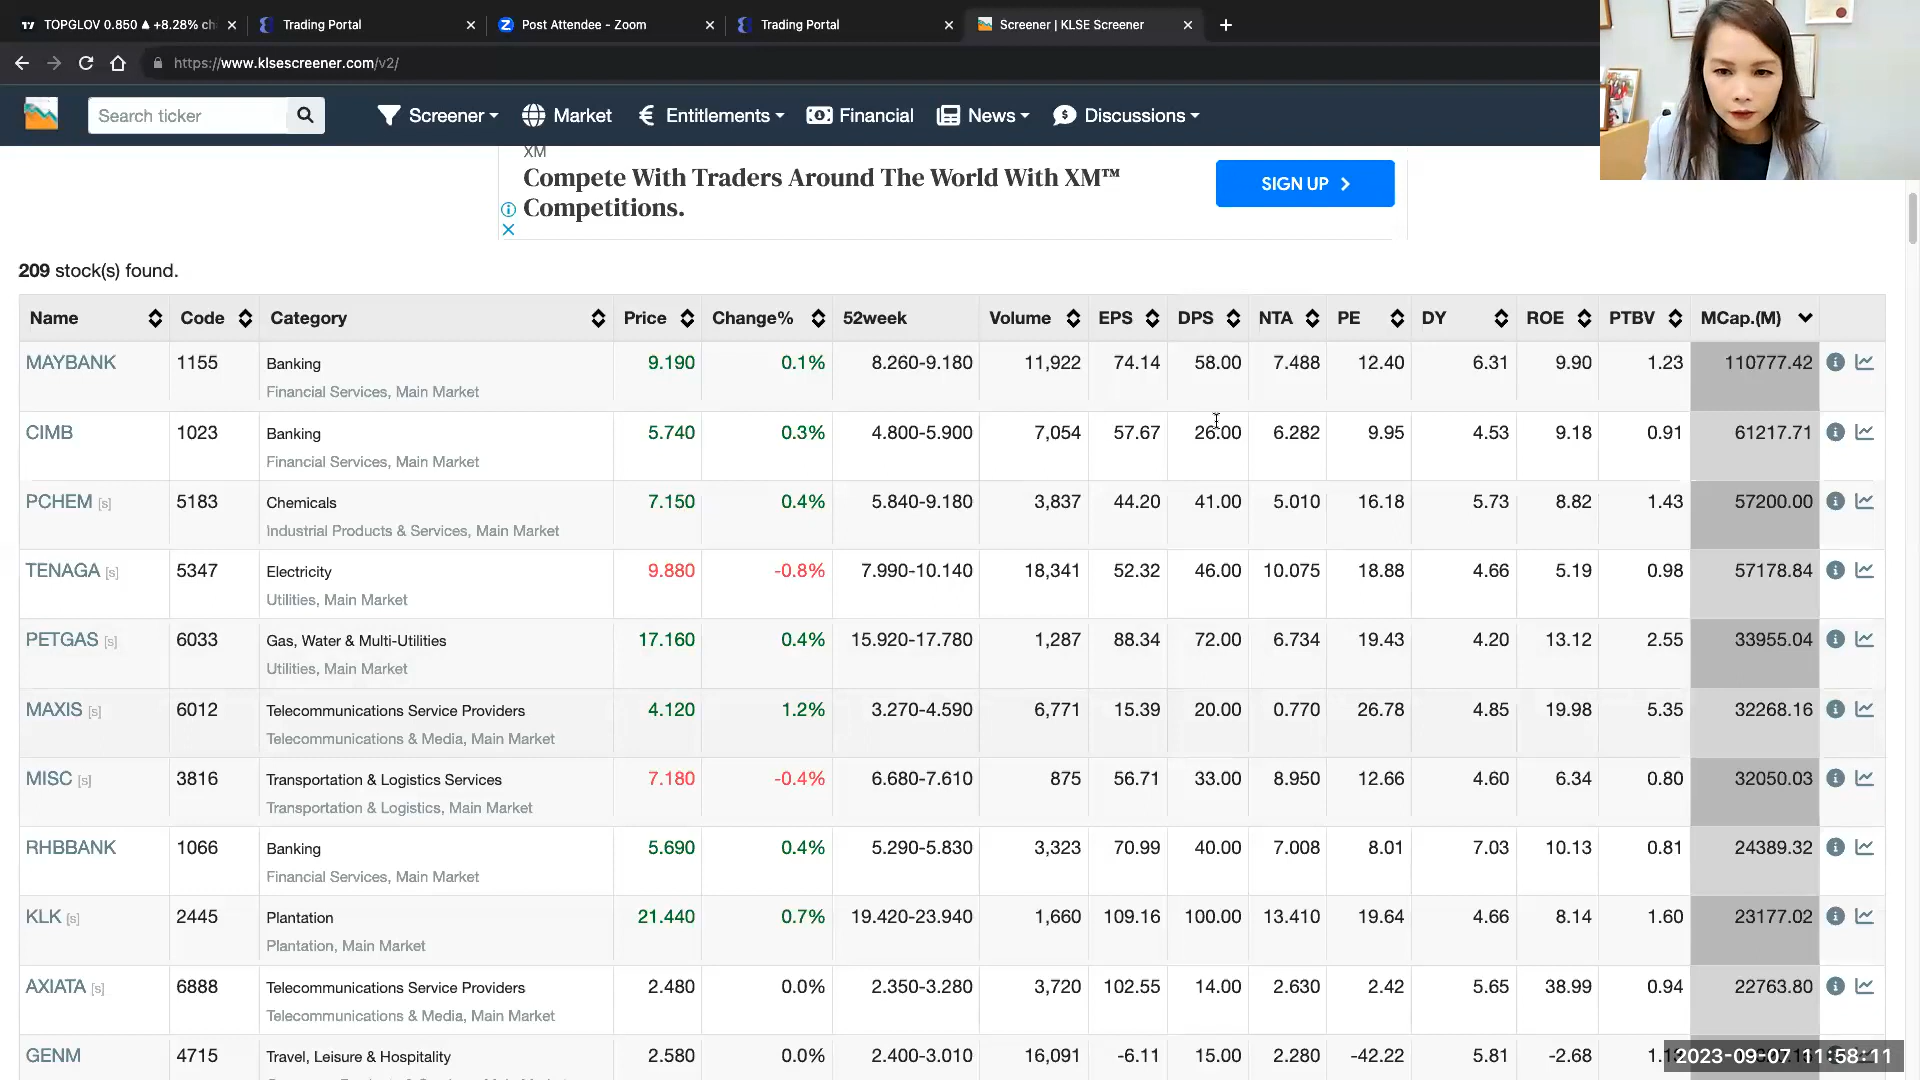 TOPGLOV 0.850 ▲ +8.28% ch
Trading Portal
Post Attendee - Zoom
Trading Portal
Screener | KLSE Screener
https://www.klsescreener.com/v2/
Search ticker
Screener
Market
Entitlements
Financial
News
Discussions
XM
Compete With Traders Around The World With XM™
Competitions.
SIGN UP
209 stock(s) found.
Name Code Category Price Change% 52week Volume EPS DPS NTA PE DY ROE PTBV MCap.(M)
MAYBANK 1155 Banking 9.190 0.1% 8.260-9.180 11,922 74.14 58.00 7.488 12.40 6.31 9.90 1.23 110777.42
Financial Services, Main Market
CIMB 1023 Banking 5.740 0.3% 4.800-5.900 7,054 57.67 26.00 6.282 9.95 4.53 9.18 0.91 61217.71
Financial Services, Main Market
PCHEM [s] 5183 Chemicals 7.150 0.4% 5.840-9.180 3,837 44.20 41.00 5.010 16.18 5.73 8.82 1.43 57200.00
Industrial Products & Services, Main Market
TENAGA [s] 5347 Electricity 9.880 -0.8% 7.990-10.140 18,341 52.32 46.00 10.075 18.88 4.66 5.19 0.98 57178.84
Utilities, Main Market
PETGAS [s] 6033 Gas, Water & Multi-Utilities 17.160 0.4% 15.920-17.780 1,287 88.34 72.00 6.734 19.43 4.20 13.12 2.55 33955.04
Utilities, Main Market
MAXIS [s] 6012 Telecommunications Service Providers 4.120 1.2% 3.270-4.590 6,771 15.39 20.00 0.770 26.78 4.85 19.98 5.35 32268.16
Telecommunications & Media, Main Market
MISC [s] 3816 Transportation & Logistics Services 7.180 -0.4% 6.680-7.610 875 56.71 33.00 8.950 12.66 4.60 6.34 0.80 32050.03
Transportation & Logistics, Main Market
RHBBANK 1066 Banking 5.690 0.4% 5.290-5.830 3,323 70.99 40.00 7.008 8.01 7.03 10.13 0.81 24389.32
Financial Services, Main Market
KLK [s] 2445 Plantation 21.440 0.7% 19.420-23.940 1,660 109.16 100.00 13.410 19.64 4.66 8.14 1.60 23177.02
Plantation, Main Market
AXIATA [s] 6888 Telecommunications Service Providers 2.480 0.0% 2.350-3.280 3,720 102.55 14.00 2.630 2.42 5.65 38.99 0.94 22763.80
Telecommunications & Media, Main Market
GENM 4715 Travel, Leisure & Hospitality 2.580 0.0% 2.400-3.010 16,091 -6.11 15.00 2.280 -42.22 5.81 -2.68
2023-09-07 11:58:11